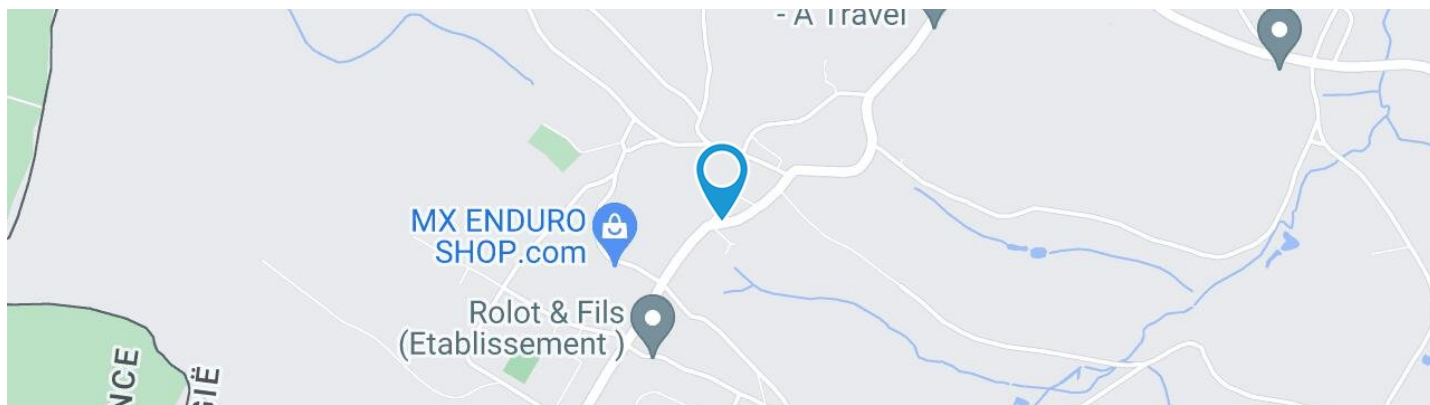 - A Travel
MX ENDURO
SHOP.com
Rolot & Fils
(Etablissement )
NCE
GIË